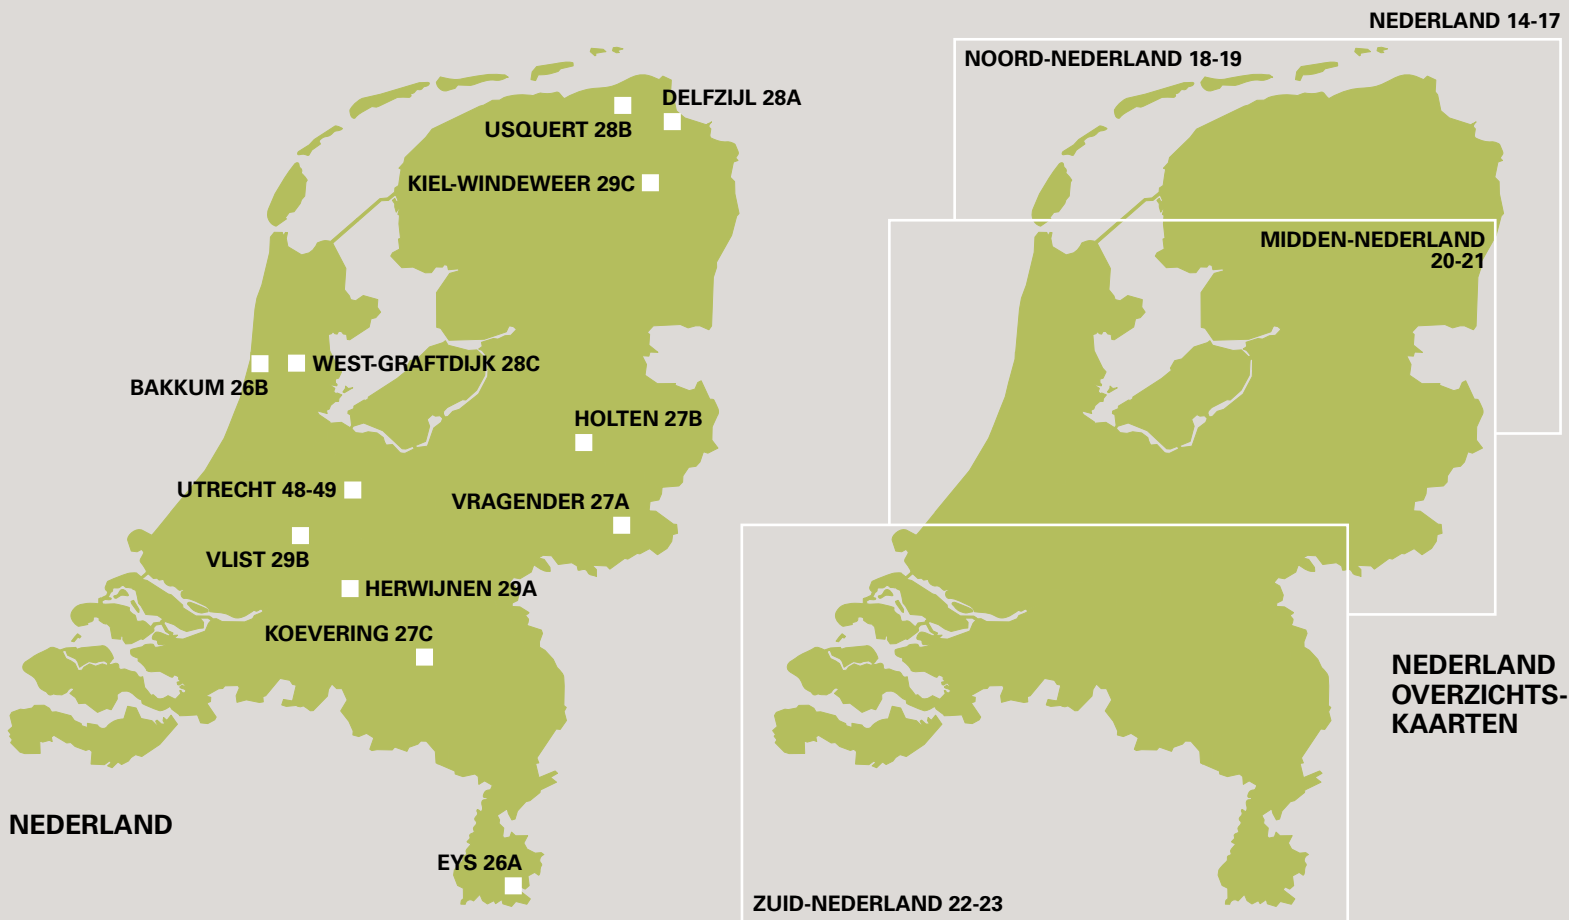 DELFZIJL 28A
USQUERT 28B
KIEL-WINDEWEER 29C
WEST-GRAFTDIJK 28C
BAKKUM 26B
HOLTEN 27B
UTRECHT 48-49
VRAGENDER 27A
VLIST 29B
HERWIJNEN 29A
KOEVERING 27C
NEDERLAND
EYS 26A
NEDERLAND 14-17
NOORD-NEDERLAND 18-19
MIDDEN-NEDERLAND
20-21
NEDERLAND
OVERZICHTS-
KAARTEN
ZUID-NEDERLAND 22-23